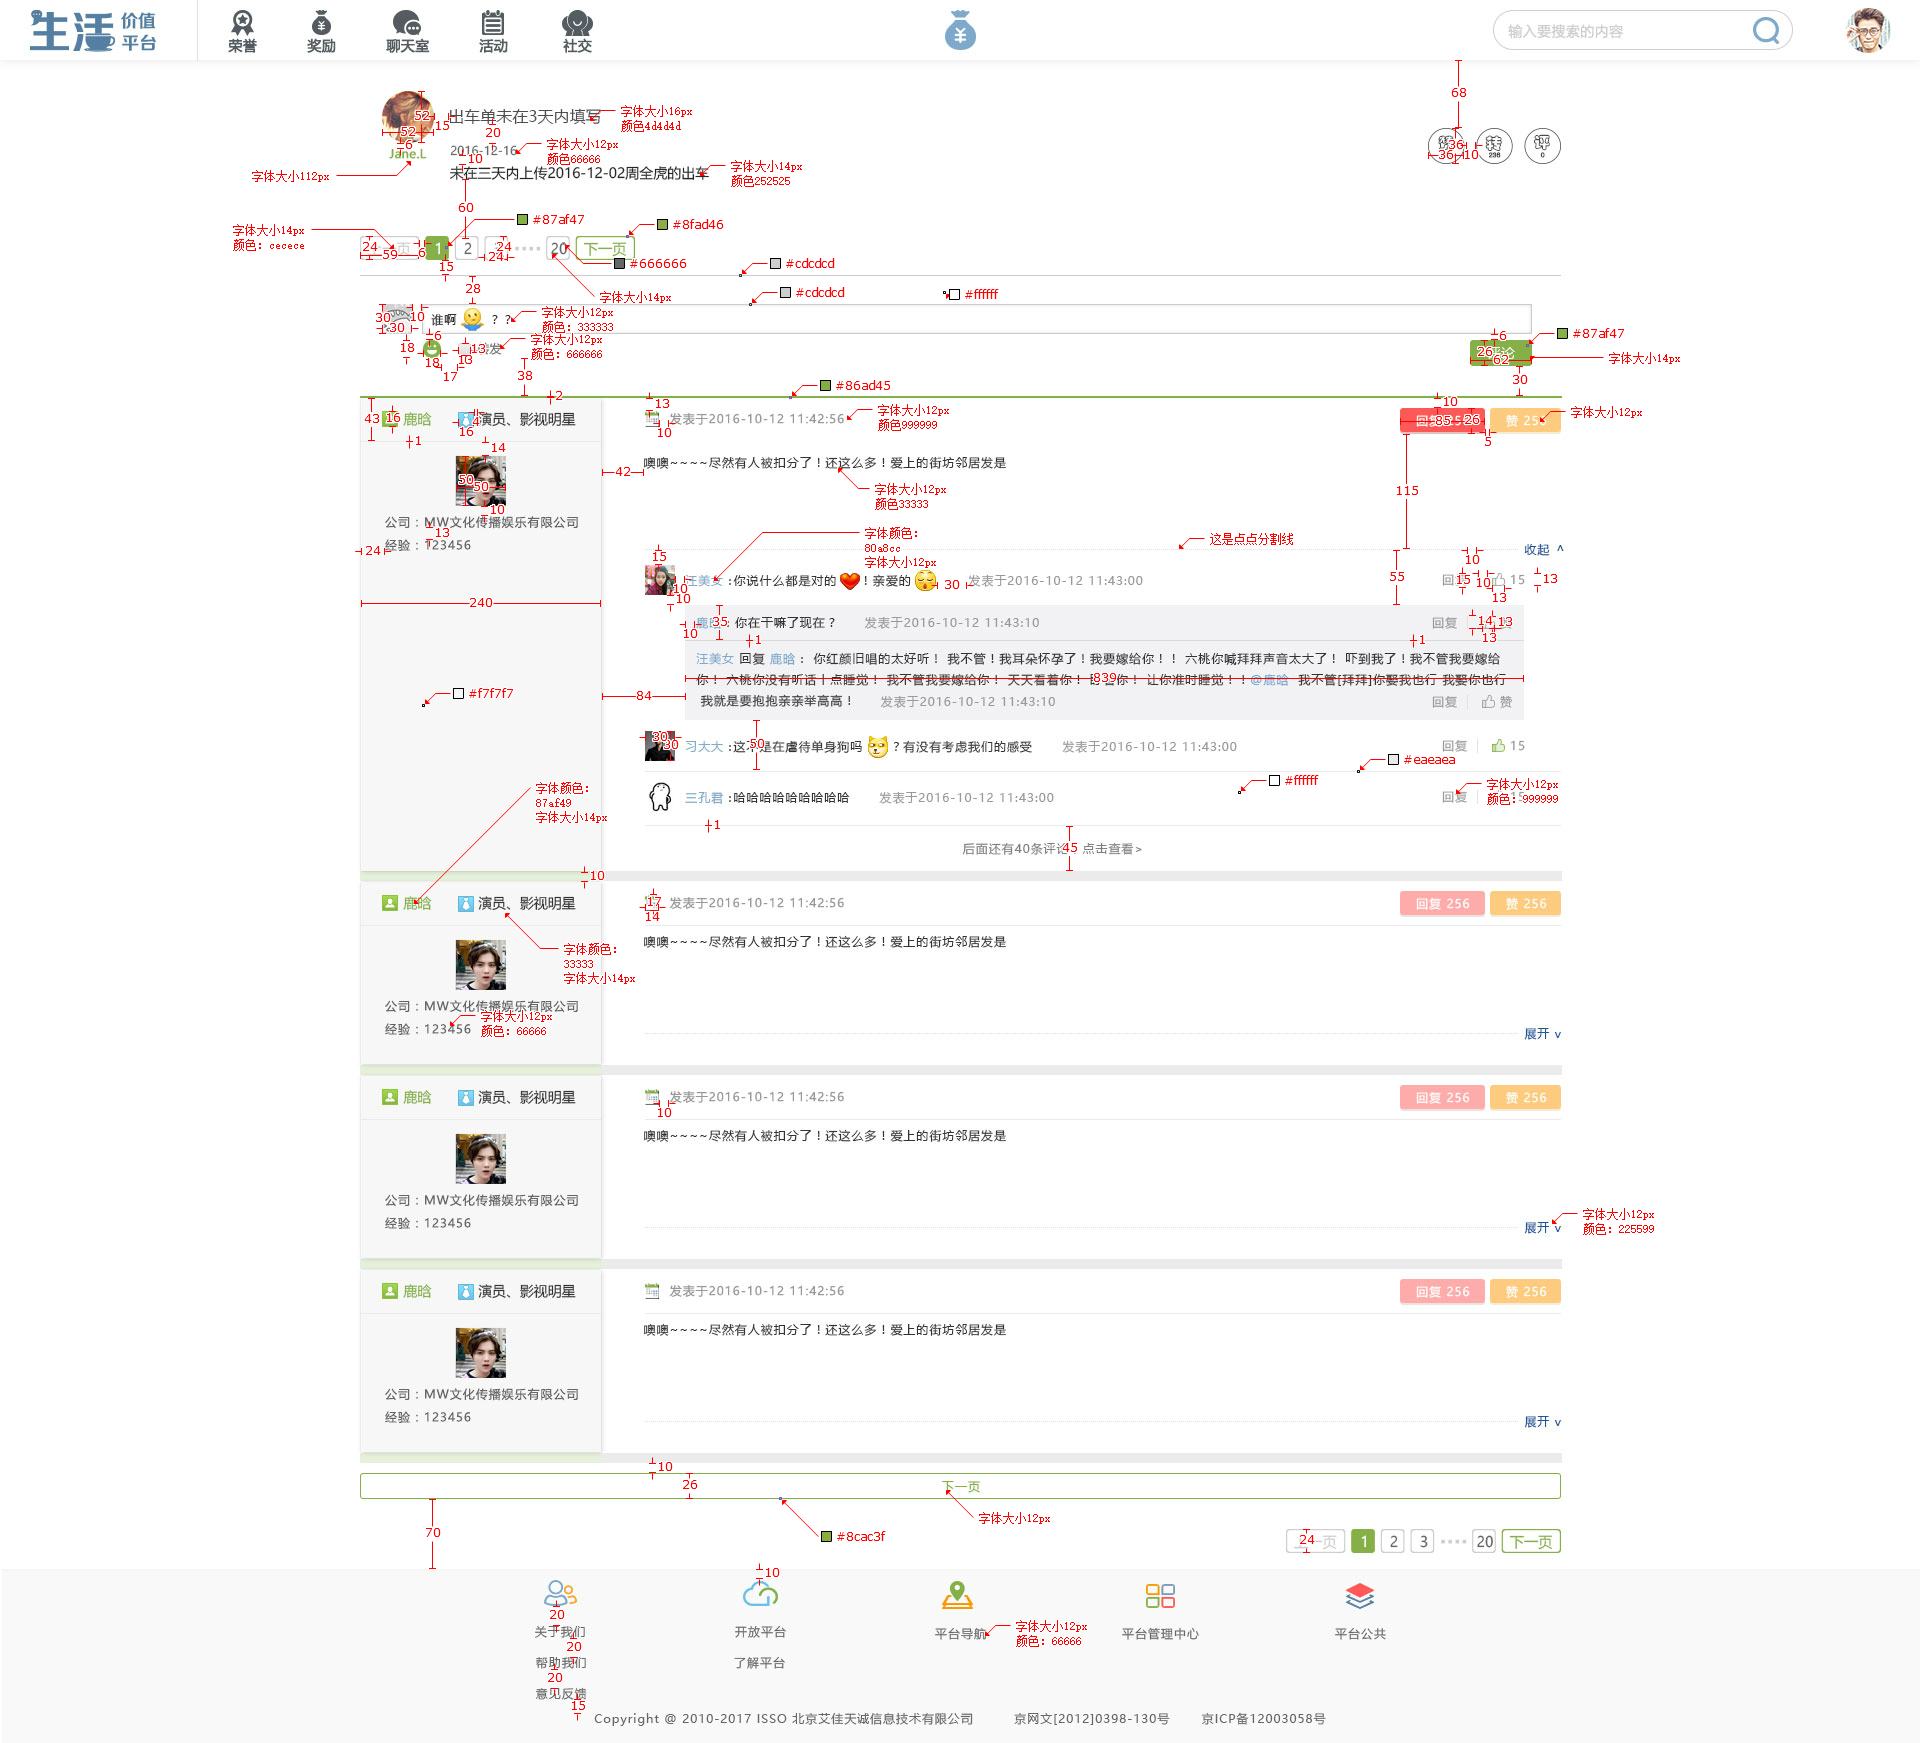 生活 价值平台
荣誉
奖励
聊天室
活动
社交
输入要搜索的内容
68
出车单未在3天内填写
字体大小16px
颜色4d4d4d
52
52
15
20
6
Jane.L
2016-12-16
字体大小12px
颜色66666
10
未在三天内上传2016-12-02周全虎的出车
字体大小14px
颜色252525
字体大小112px
36
36
10
转
236
评
0
60
#87af47
#8fad46
字体大小14px
颜色: cecece
24
59
页
6
1
2
24
24
20
下一页
15
#666666
#cdcdcd
28
字体大小14px
#cdcdcd
#ffffff
30
30
10
谁啊
? ?
字体大小12px
颜色: 333333
6
18
18
17
13
13
发
字体大小12px
颜色: 666666
38
6
#87af47
26
62
论
字体大小14px
30
2
#86ad45
43
16
鹿晗
1
16
14
演员、影视明星
14
13
10
发表于2016-10-12 11:42:56
字体大小12px
颜色999999
10
85
26
5
赞 256
字体大小12px
50
50
10
公司：MW文化传播娱乐有限公司
13
经验：123456
24
42
噢噢~~~~尽然有人被扣分了！还这么多！爱上的街坊邻居发是
字体大小12px
颜色33333
115
字体颜色：
80a8cc
字体大小12px
这是点点分割线
收起 ^
15
10
10
汪美女 :你说什么都是对的 ！亲爱的
30
发表于2016-10-12 11:43:00
55
10
15
10
13
15
13
240
10
35
鹿晗：你在干嘛了现在？
发表于2016-10-12 11:43:10
回复
14
13
13
1
1
汪美女 回复 鹿晗： 你红颜旧唱的太好听！ 我不管！我耳朵怀孕了！我要嫁给你！！ 六桃你喊拜拜声音太大了！ 吓到我了！我不管我要嫁给
你！ 六桃你没有听话丨点睡觉！ 我不管我要嫁给你！ 天天看着你！ 你！ 让你准时睡觉！！@鹿晗 我不管[拜拜]你娶我也行 我娶你也行
839
我就是要抱抱亲亲举高高！
发表于2016-10-12 11:43:10
回复
赞
84
#f7f7f7
30
30
习大大 :这不是在虐待单身狗吗 ？有没有考虑我们的感受
50
发表于2016-10-12 11:43:00
回复
15
#eaeaea
#ffffff
三孔君 :哈哈哈哈哈哈哈哈哈
发表于2016-10-12 11:43:00
回复
字体大小12px
颜色: 999999
字体颜色：
87af49
字体大小14px
1
45
后面还有40条评论，点击查看>
10
鹿晗
演员、影视明星
17
14
发表于2016-10-12 11:42:56
回复 256
赞 256
字体颜色：
33333
字体大小14px
噢噢~~~~尽然有人被扣分了！还这么多！爱上的街坊邻居发是
公司：MW文化传播娱乐有限公司
经验：123456
字体大小12px
颜色: 66666
展开 v
鹿晗
演员、影视明星
发表于2016-10-12 11:42:56
10
回复 256
赞 256
噢噢~~~~尽然有人被扣分了！还这么多！爱上的街坊邻居发是
公司：MW文化传播娱乐有限公司
经验：123456
展开 v
字体大小12px
颜色: 225599
鹿晗
演员、影视明星
发表于2016-10-12 11:42:56
回复 256
赞 256
噢噢~~~~尽然有人被扣分了！还这么多！爱上的街坊邻居发是
公司：MW文化传播娱乐有限公司
经验：123456
展开 v
10
26
下一页
字体大小12px
#8cac3f
70
24
页
1
2
3
20
下一页
10
20
关于我们
20
帮助我们
20
意见反馈
15
开放平台
了解平台
平台导航
字体大小12px
颜色: 66666
平台管理中心
平台公共
Copyright @ 2010-2017 ISSO 北京艾佳天诚信息技术有限公司
京网文[2012]0398-130号
京ICP备12003058号